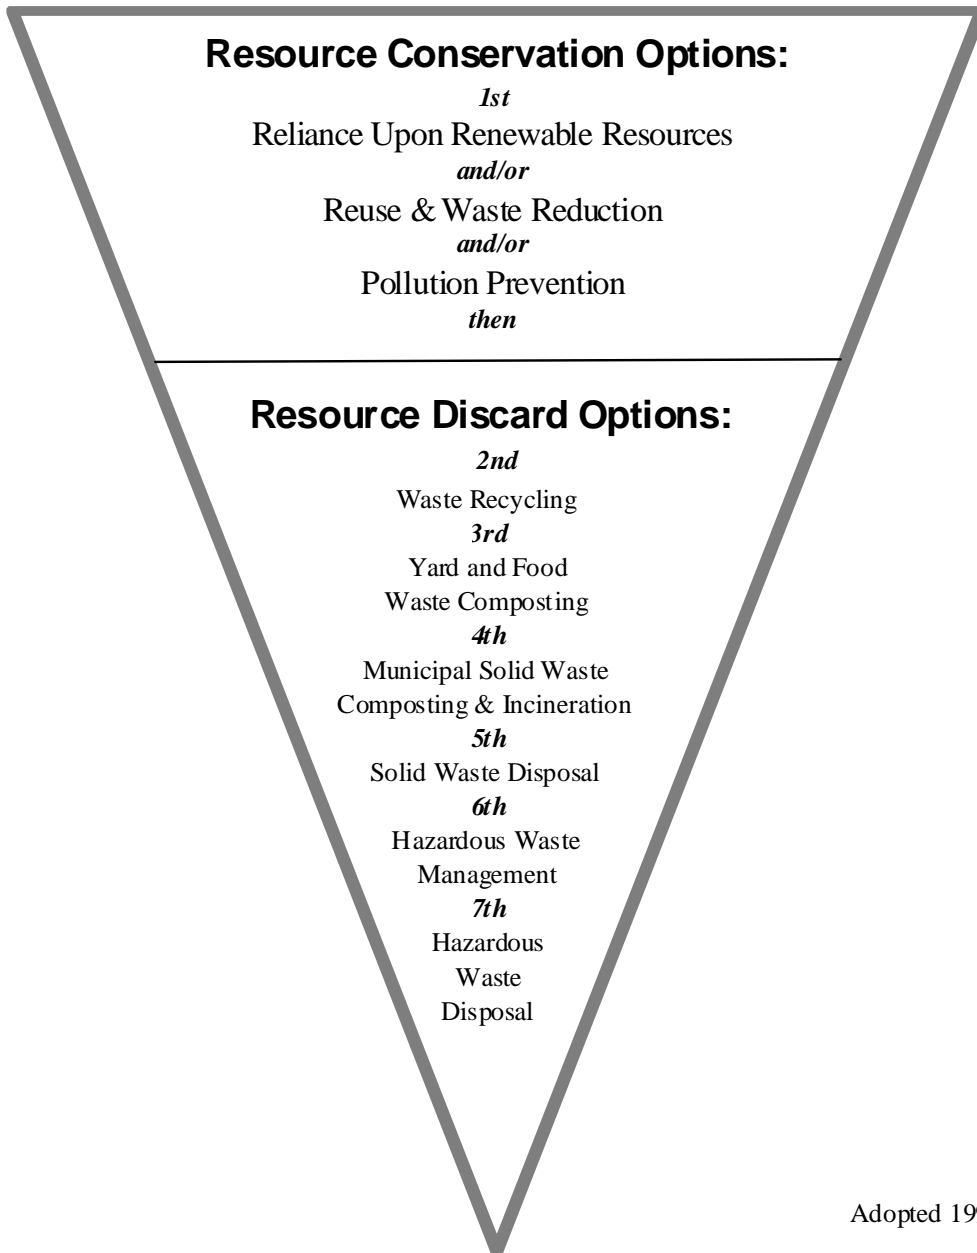 Resource Conservation Options:
1st
Reliance Upon Renewable Resources
and/or
Reuse & Waste Reduction
and/or
Pollution Prevention
then
Resource Discard Options:
2nd
Waste Recycling
3rd
Yard and Food
Waste Composting
4th
Municipal Solid Waste
Composting & Incineration
5th
Solid Waste Disposal
6th
Hazardous Waste
Management
7th
Hazardous
Waste
Disposal
Adopted